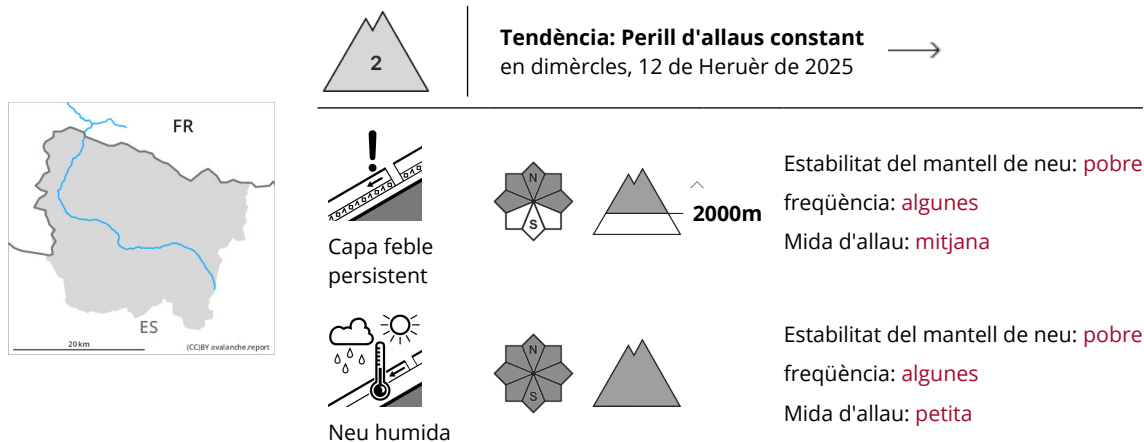 2
Tendència: Perill d'allaus constant
en dimècles, 12 de Heruèr de 2025
FR
ES
20 km
(CC)BY avalanche.report
Capa feble
persistent
N
S
2000m
Estabilitat del mantell de neu: pobre
freqüència: algunes
Mida d'allau: mitjana
Neu humida
N
S
Estabilitat del mantell de neu: pobre
freqüència: algunes
Mida d'allau: petita